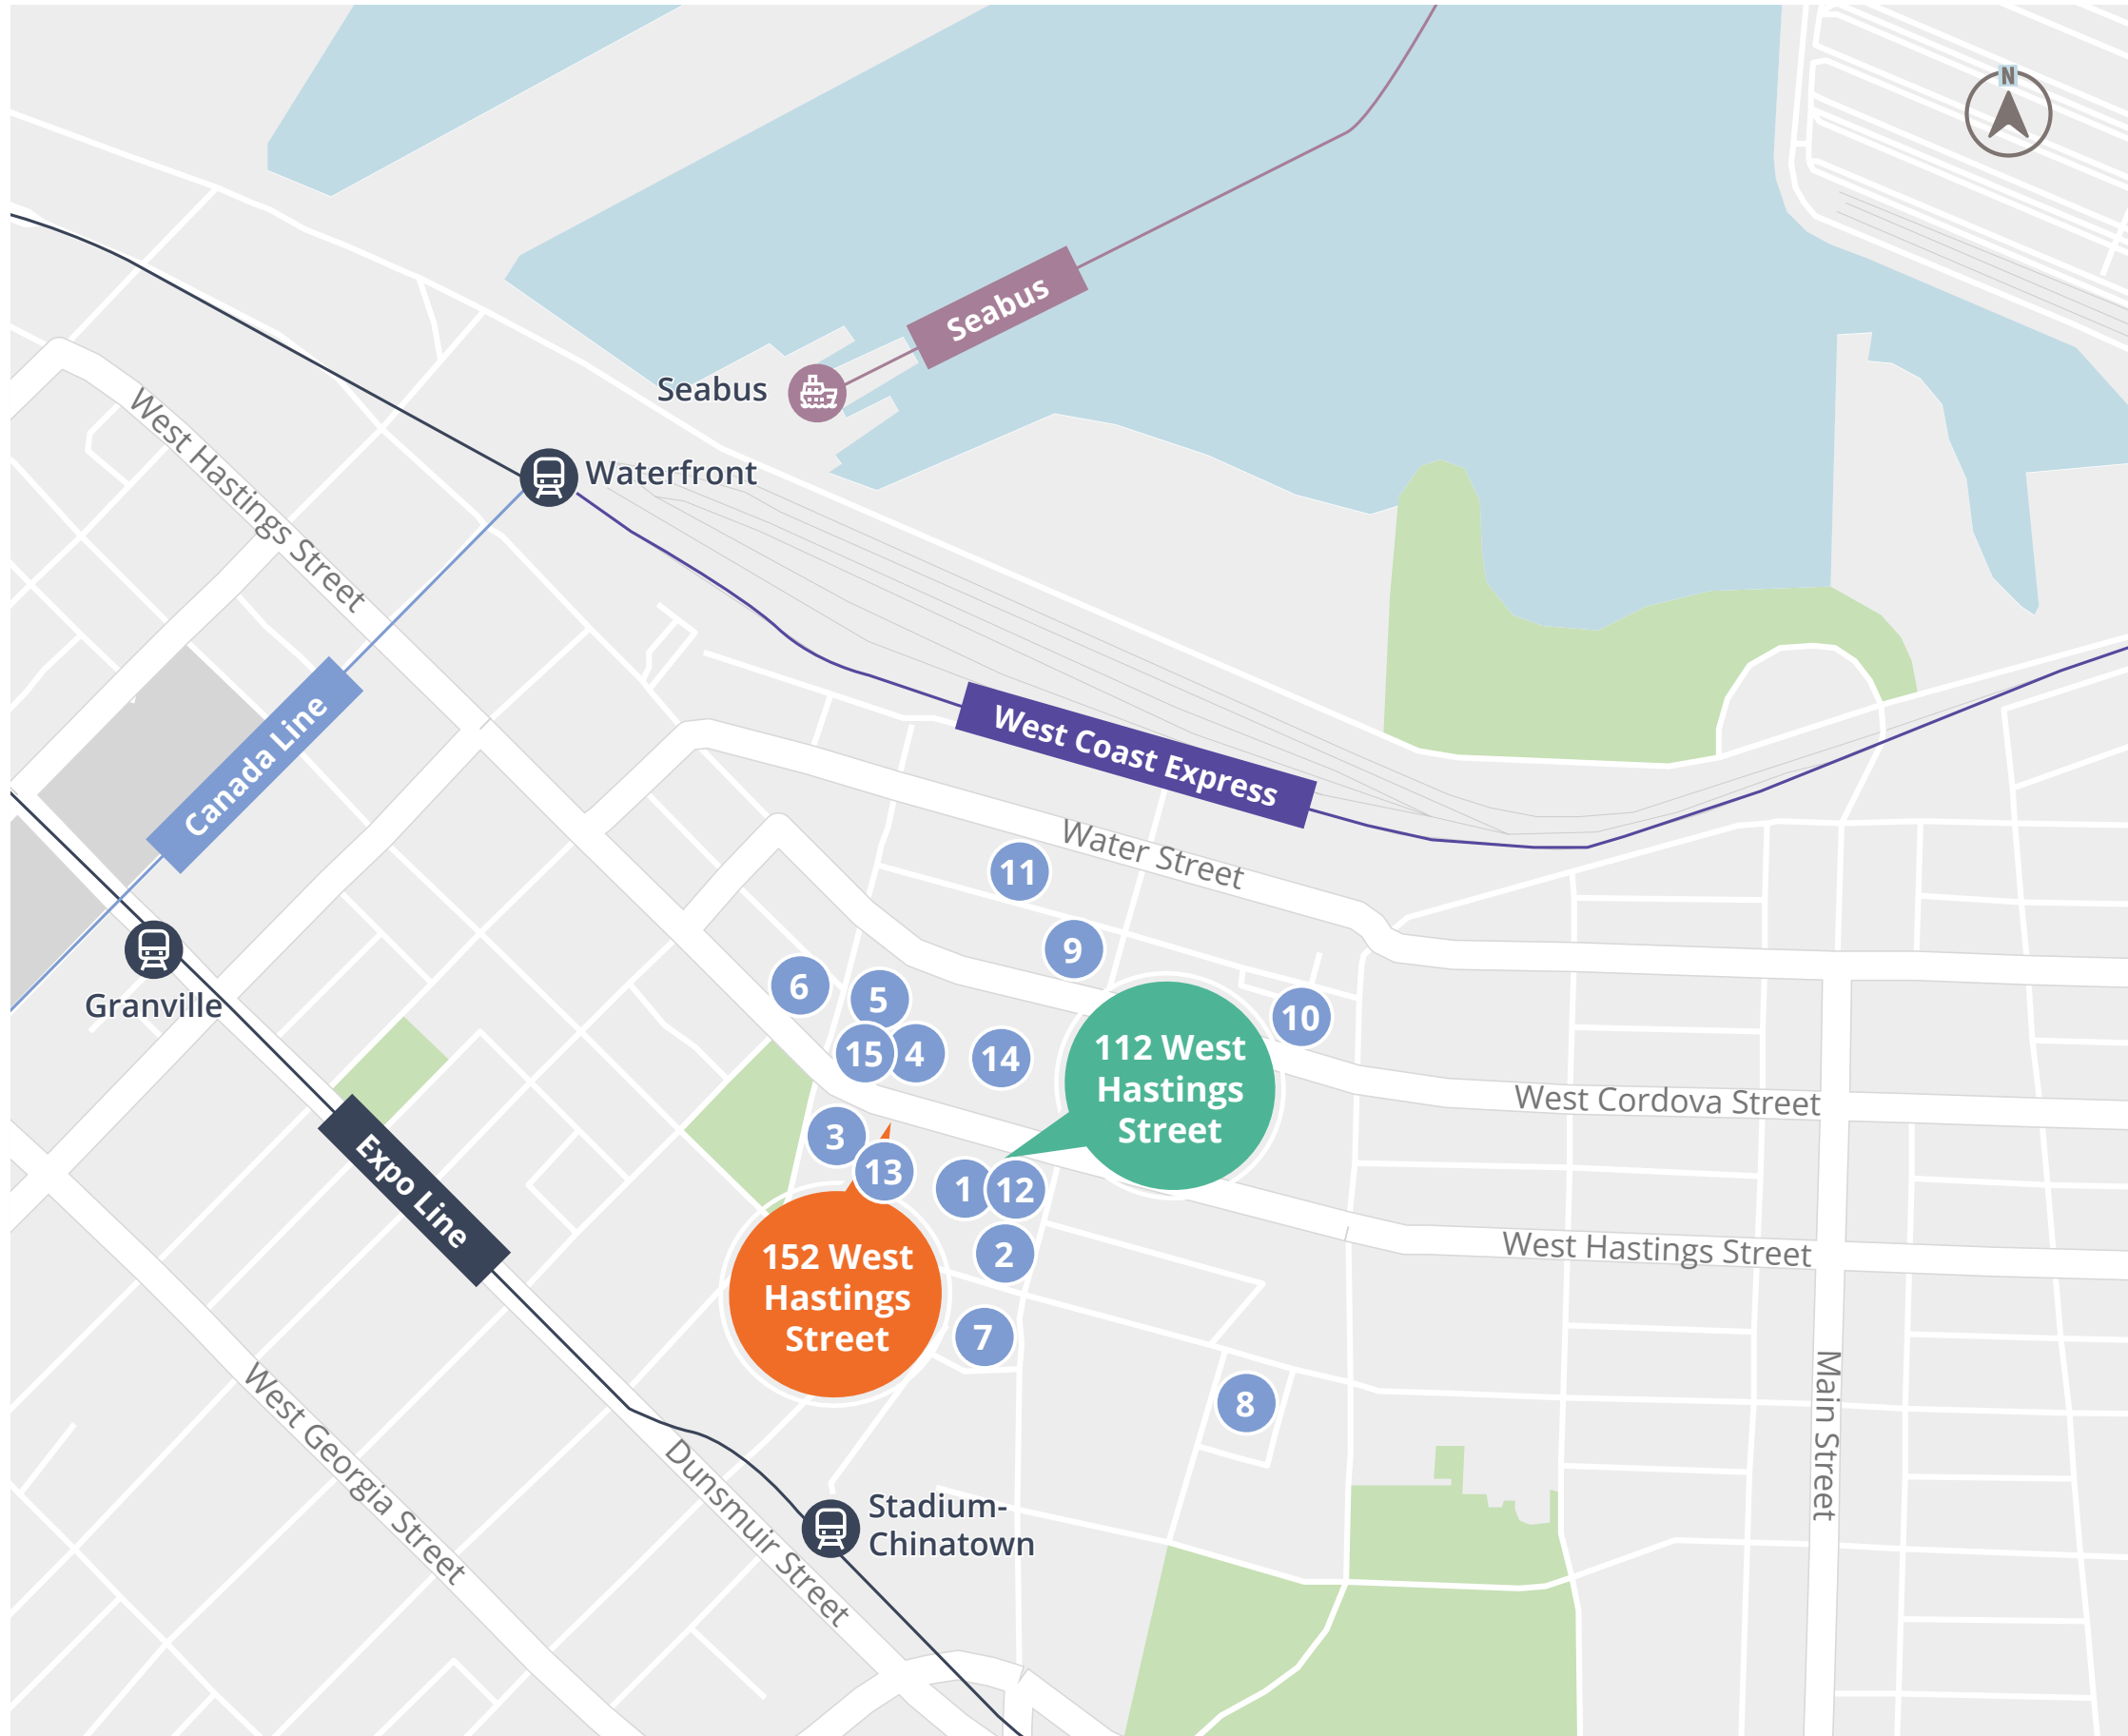 N
Seabus
Seabus
Waterfront
West Hastings Street
Canada Line
West Coast Express
Water Street
11
9
6
5
10
Granville
15
4
14
112 West
Hastings
Street
West Cordova Street
3
13
1
12
Expo Line
2
West Hastings Street
152 West
Hastings
Street
7
8
Main Street
West Georgia Street
Dunsmuir Street
Stadium-
Chinatown